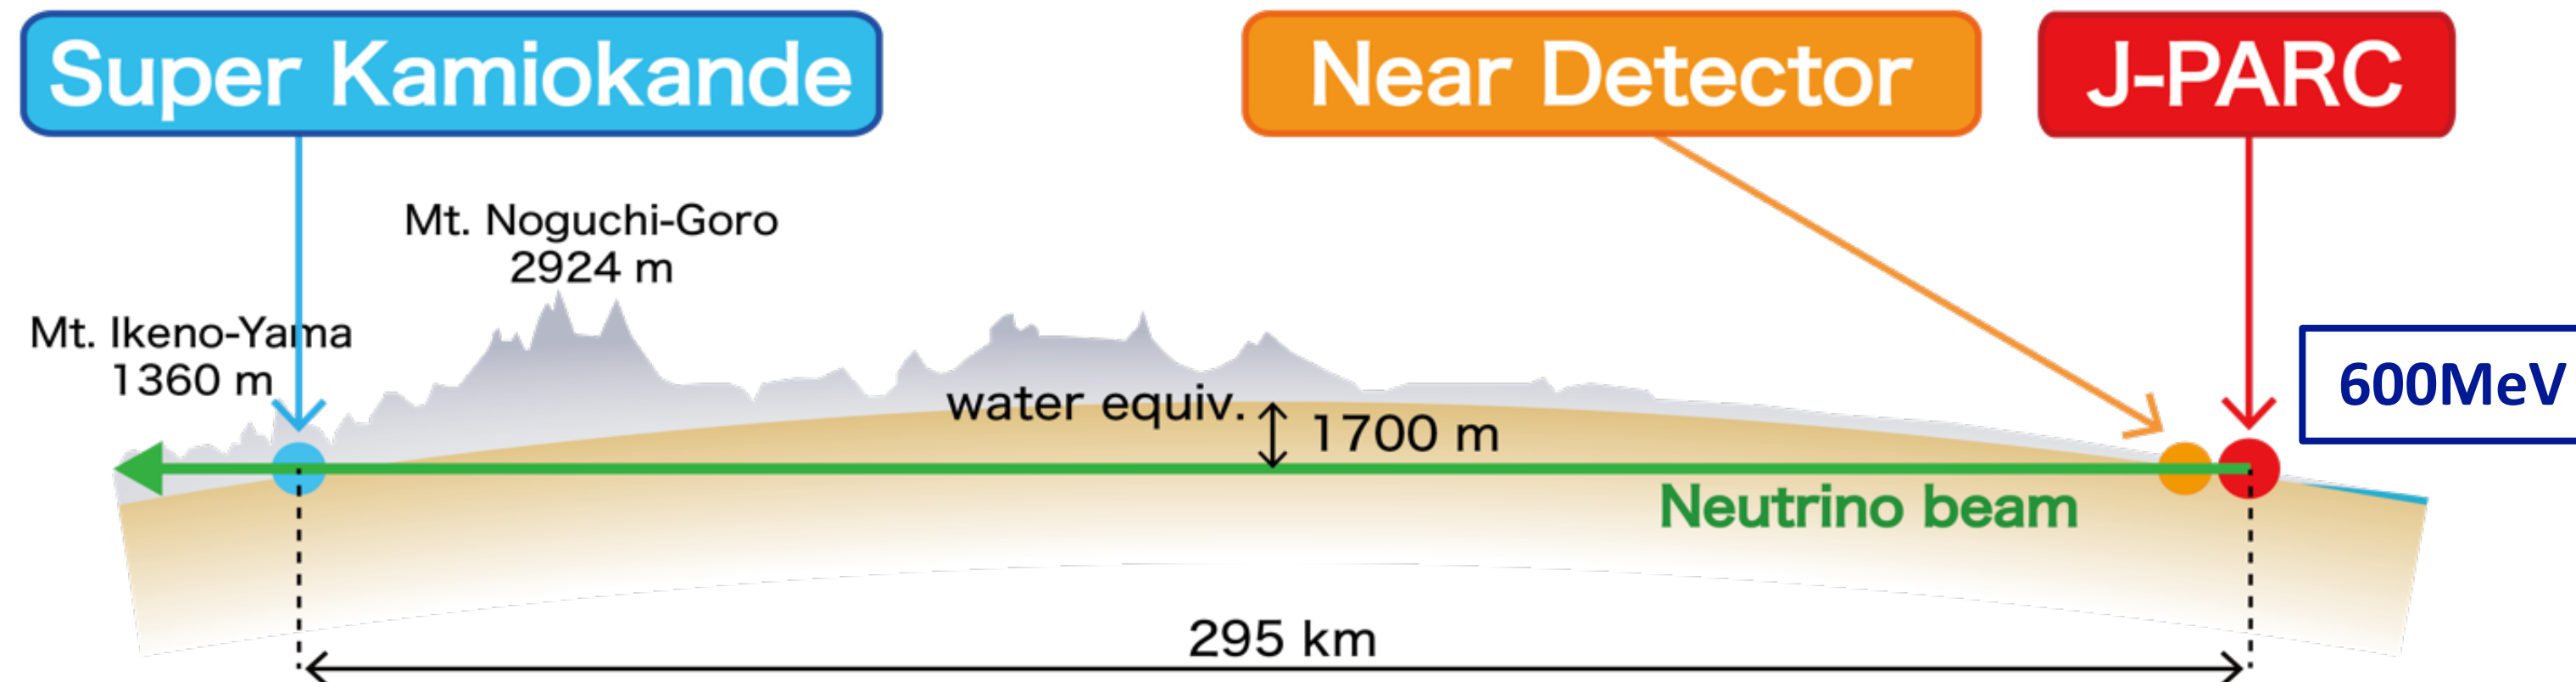 Super Kamiokande
Near Detector
J-PARC
Mt. Noguchi-Goro
2924 m
Mt. Ikeno-Yama
1360 m
600MeV
water equiv.
1700 m
Neutrino beam
295 km